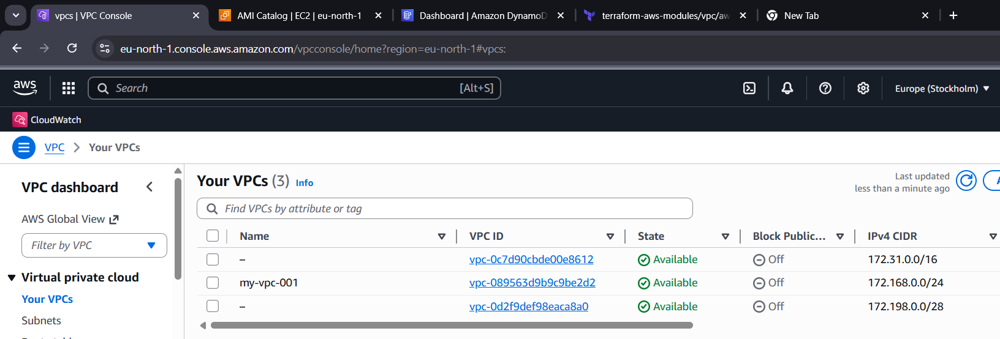 vpcs | VPC Console
AMI Catalog | EC2 | eu-north-1
Dashboard | Amazon DynamoD
terraform-aws-modules/vpc/aw
New Tab
eu-north-1.console.aws.amazon.com/vpcconsole/home?region=eu-north-1#vpcs:
aws
Search
[Alt+S]
Europe (Stockholm)
CloudWatch
VPC
Your VPCs
VPC dashboard
AWS Global View
Filter by VPC
Virtual private cloud
Your VPCs
Subnets
Your VPCs (3) Info
Last updated
less than a minute ago
Find VPCs by attribute or tag
Name VPC ID State Block Public... IPv4 CIDR
– vpc-0c7d90cbde00e8612 Available Off 172.31.0.0/16
my-vpc-001 vpc-089563d9b9c9be2d2 Available Off 172.168.0.0/24
– vpc-0d2f9def98eaca8a0 Available Off 172.198.0.0/28